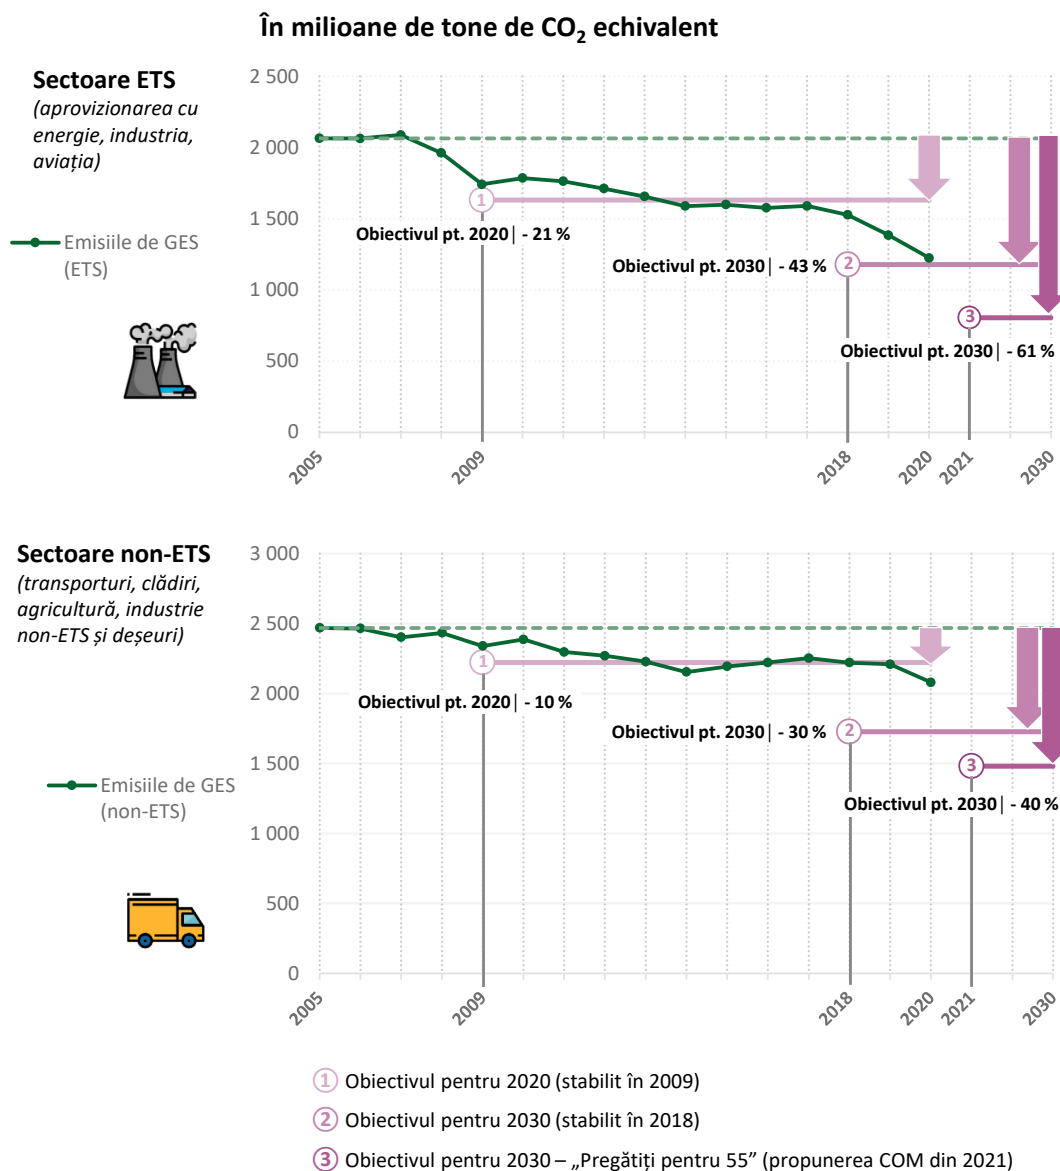 În milioane de tone de CO₂ echivalent
Sectoare ETS
(aprovizionarea cu
energie, industria,
aviația)
Emisiile de GES
(ETS)
2 500
2 000
1 500
1 000
500
0
1
Obiectivul pt. 2020│ - 21 %
Obiectivul pt. 2030│ - 43 %
2
3
Obiectivul pt. 2030│ - 61 %
2005
2009
2018
2020
2021
2030
Sectoare non-ETS
(transporturi, clădiri,
agricultură, industrie
non-ETS și deșeuri)
Emisiile de GES
(non-ETS)
3 000
2 500
2 000
1 500
1 000
500
0
1
Obiectivul pt. 2020│ - 10 %
Obiectivul pt. 2030│ - 30 %
2
3
Obiectivul pt. 2030│ - 40 %
2005
2009
2018
2020
2021
2030
1 Obiectivul pentru 2020 (stabilit în 2009)
2 Obiectivul pentru 2030 (stabilit în 2018)
3 Obiectivul pentru 2030 – „Pregătiți pentru 55” (propunerea COM din 2021)